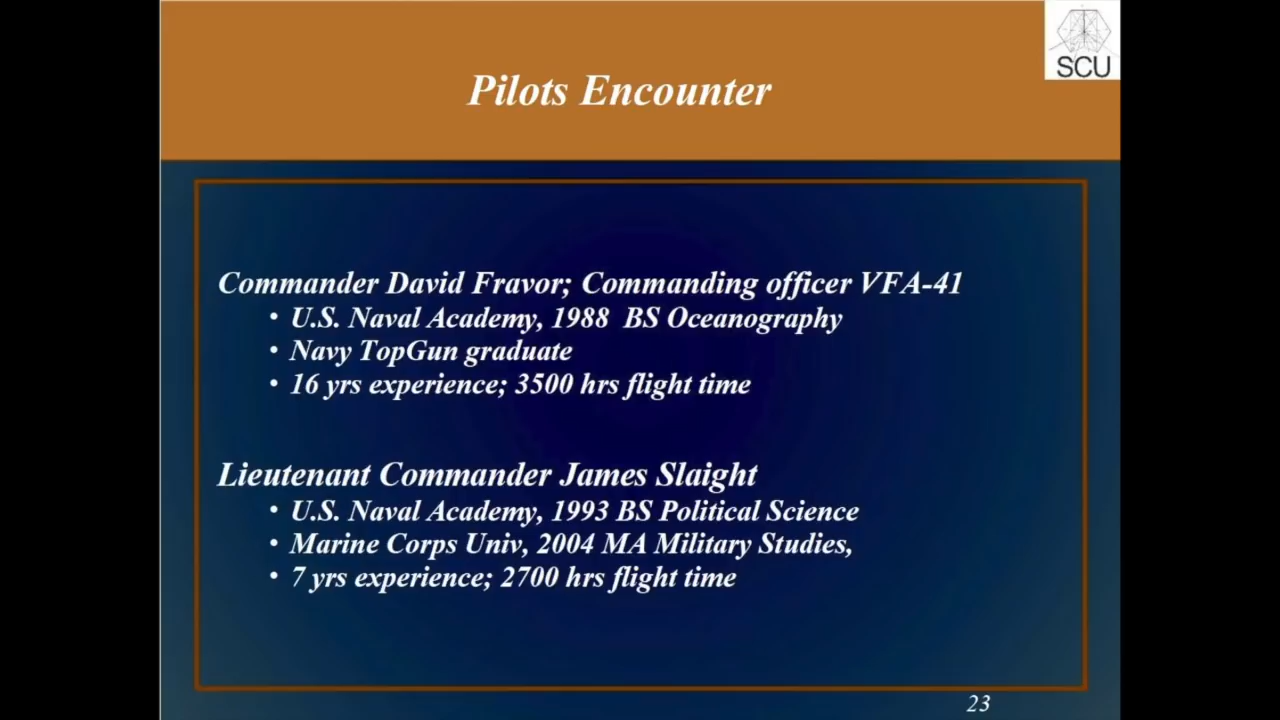 SCU
Pilots Encounter
Commander David Fravor; Commanding officer VFA-41
• U.S. Naval Academy, 1988 BS Oceanography
• Navy TopGun graduate
• 16 yrs experience; 3500 hrs flight time
Lieutenant Commander James Slaight
• U.S. Naval Academy, 1993 BS Political Science
• Marine Corps Univ, 2004 MA Military Studies,
• 7 yrs experience; 2700 hrs flight time
23